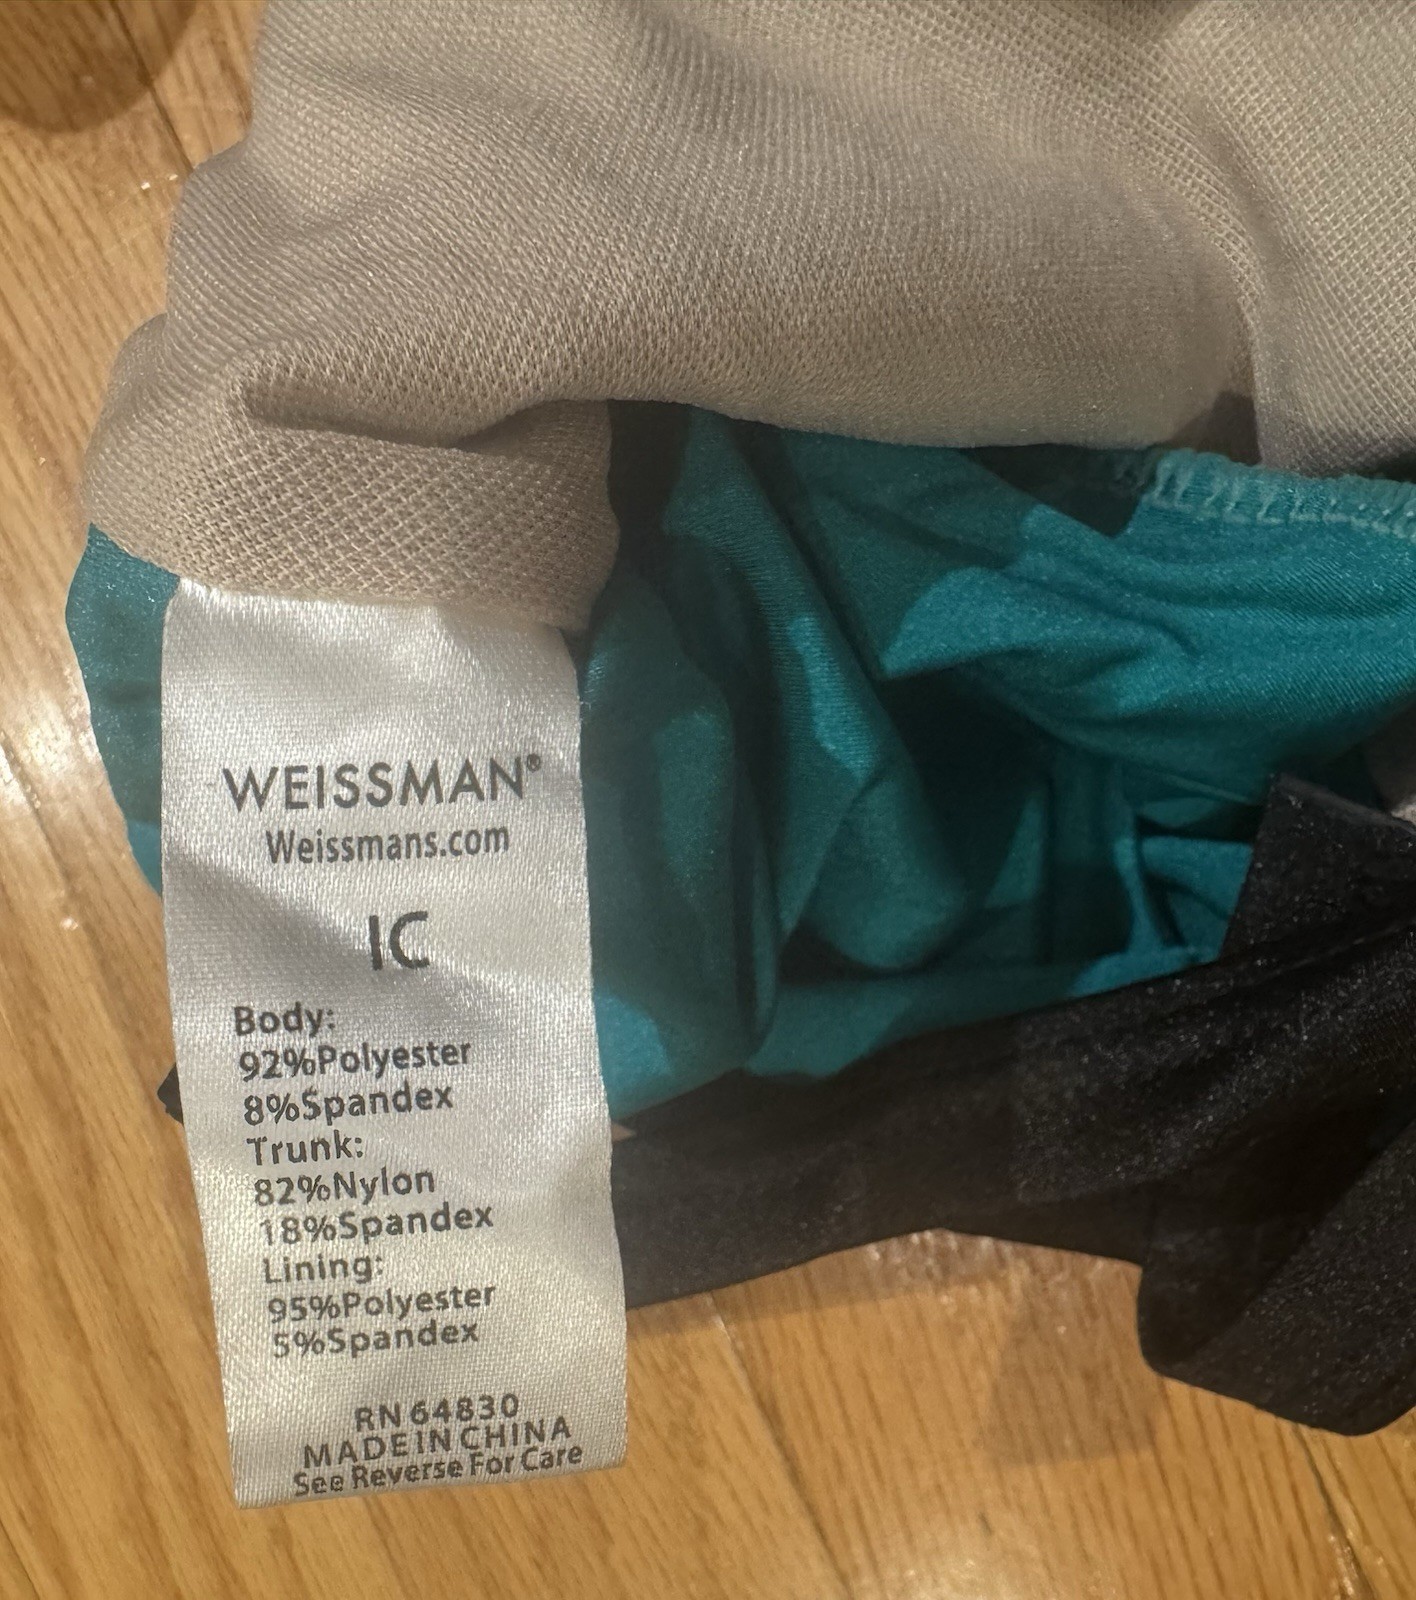 WEISSMAN®
Weissmans.com
IC
Body:
92%Polyester
8%Spandex
Trunk:
82%Nylon
18%Spandex
Lining:
95%Polyester
5%Spandex
RN 64830
MADE IN CHINA
See Reverse For Care